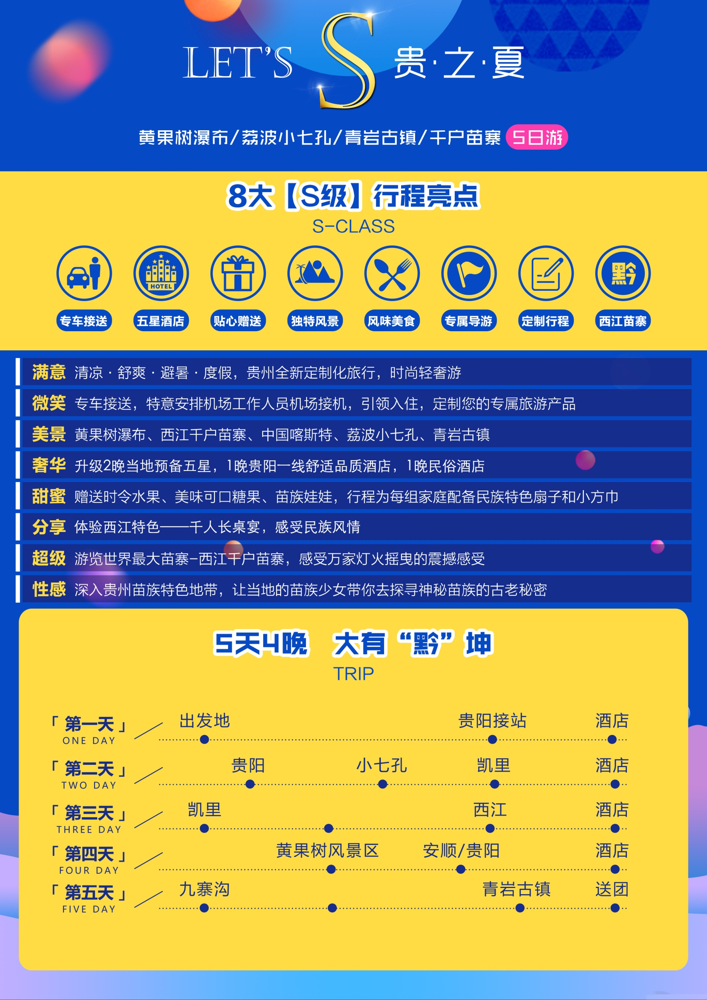 LET'S S 贵·之·夏
黄果树瀑布/荔波小七孔/青岩古镇/千户苗寨 5日游
8大【S级】行程亮点
S-CLASS
HOTEL 黔
专车接送 五星酒店 贴心赠送 独特风景 风味美食 专属导游 定制行程 西江苗寨
满意 清凉·舒爽·避暑·度假，贵州全新定制化旅行，时尚轻奢游
微笑 专车接送，特意安排机场工作人员机场接机，引领入住，定制您的专属旅游产品
美景 黄果树瀑布、西江千户苗寨、中国喀斯特、荔波小七孔、青岩古镇
奢华 升级2晚当地预备五星，1晚贵阳一线舒适品质酒店，1晚民俗酒店
甜蜜 赠送时令水果、美味可口糖果、苗族娃娃，行程为每组家庭配备民族特色扇子和小方巾
分享 体验西江特色——千人长桌宴，感受民族风情
超级 游览世界最大苗寨-西江千户苗寨，感受万家灯火摇曳的震撼感受
性感 深入贵州苗族特色地带，让当地的苗族少女带你去探寻神秘苗族的古老秘密
5天4晚 大有“黔”坤
TRIP
「第一天」 出发地 贵阳接站 酒店
ONE DAY
「第二天」 贵阳 小七孔 凯里 酒店
TWO DAY
「第三天」 凯里 西江 酒店
THREE DAY
「第四天」 黄果树风景区 安顺/贵阳 酒店
FOUR DAY
「第五天」 九寨沟 青岩古镇 送团
FIVE DAY